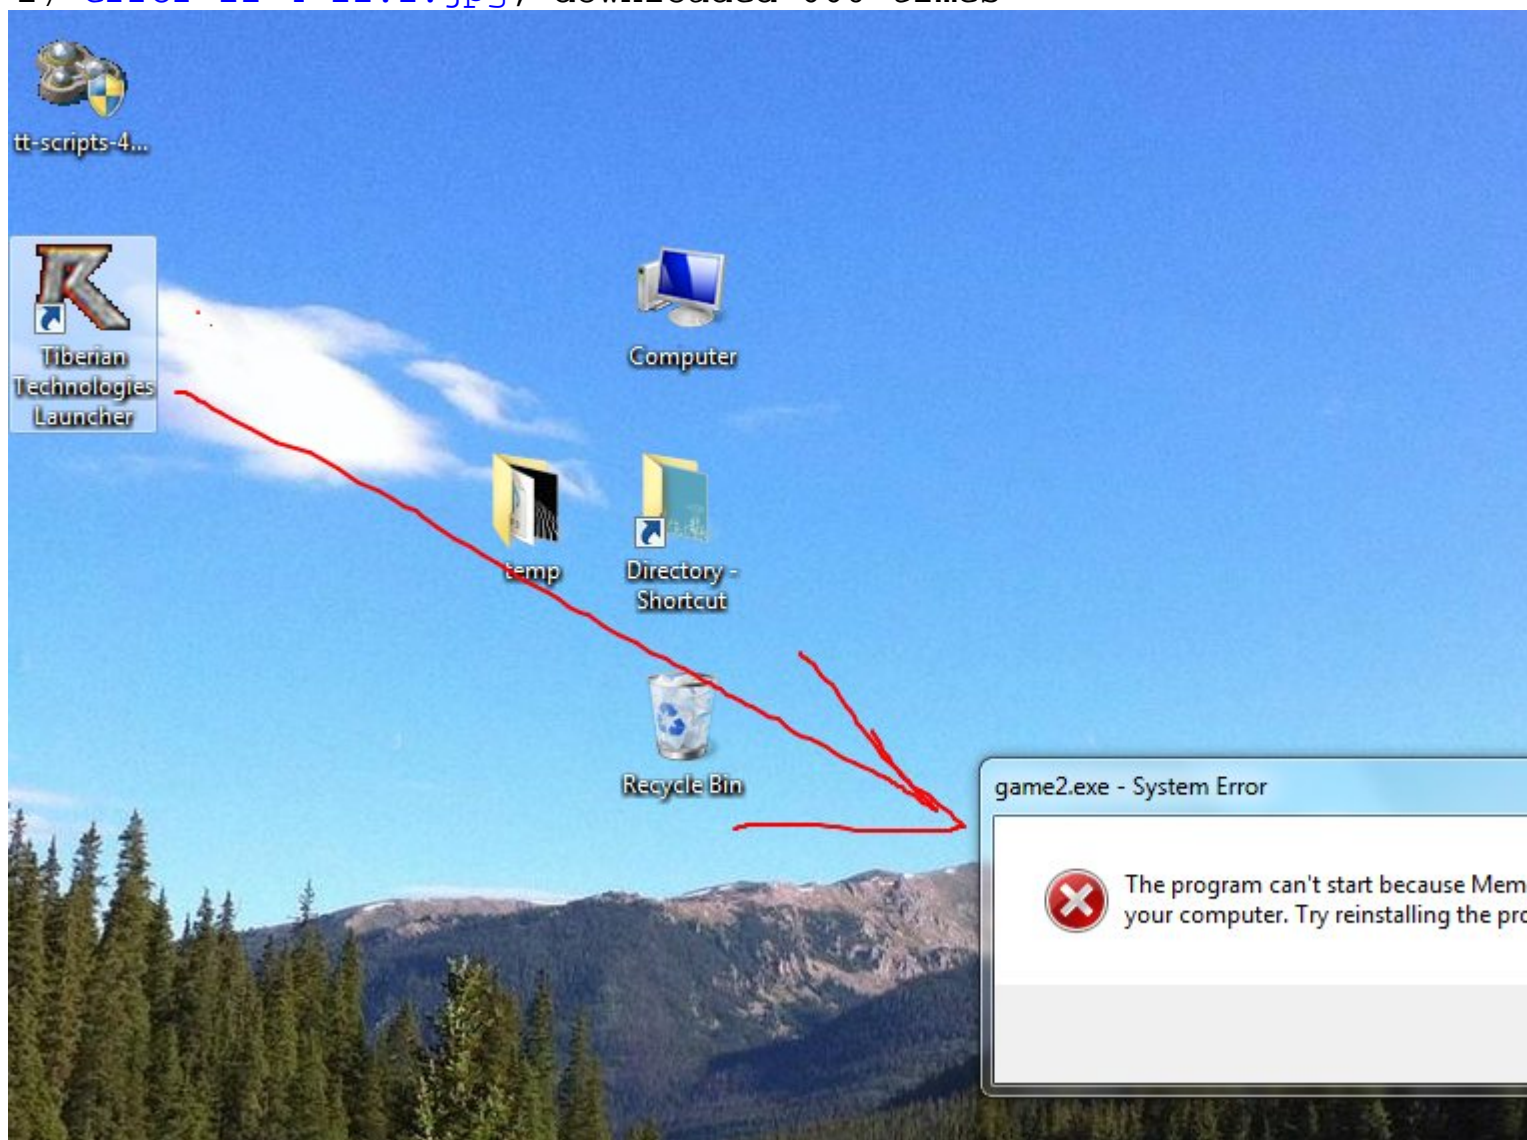 tt-scripts-4...
Tiberian
Technologies
Launcher
Computer
temp
Directory -
Shortcut
Recycle Bin
game2.exe - System Error
The program can't start because Mem
your computer. Try reinstalling the pro